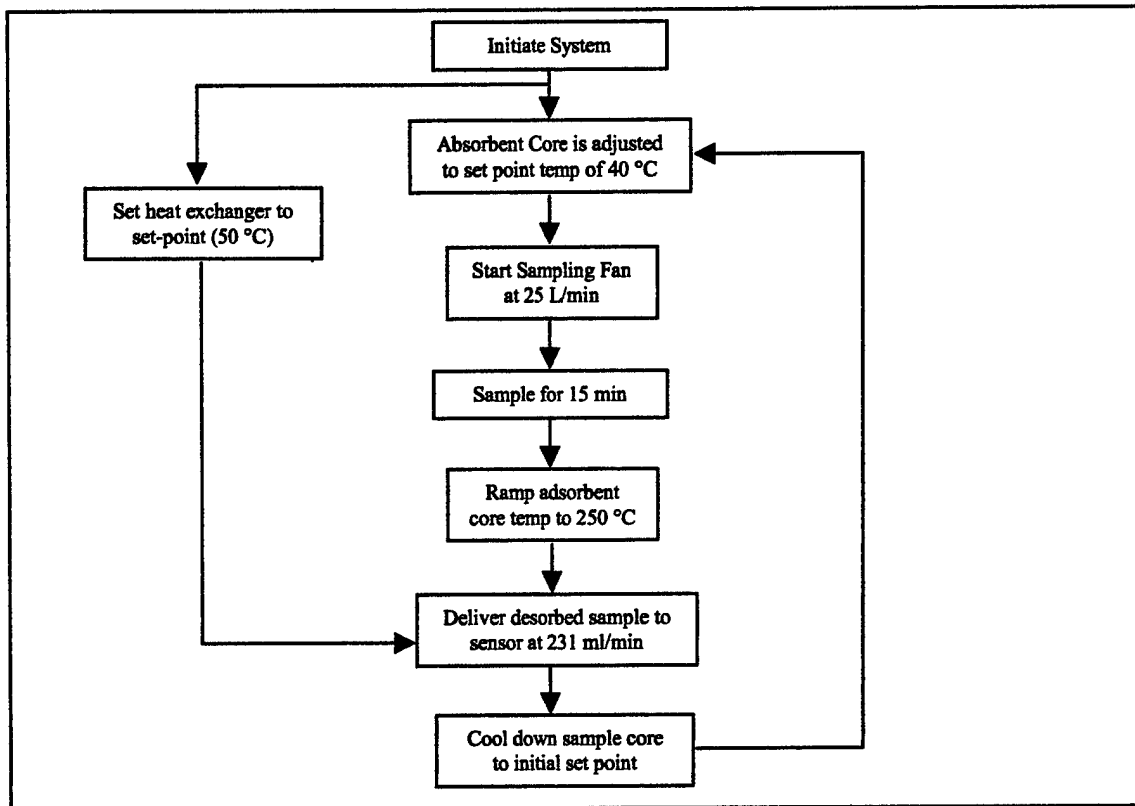 Initiate System
Absorbent Core is adjusted
to set point temp of 40 °C
Set heat exchanger to
set-point (50 °C)
Start Sampling Fan
at 25 L/min
Sample for 15 min
Ramp adsorbent
core temp to 250 °C
Deliver desorbed sample to
sensor at 231 ml/min
Cool down sample core
to initial set point